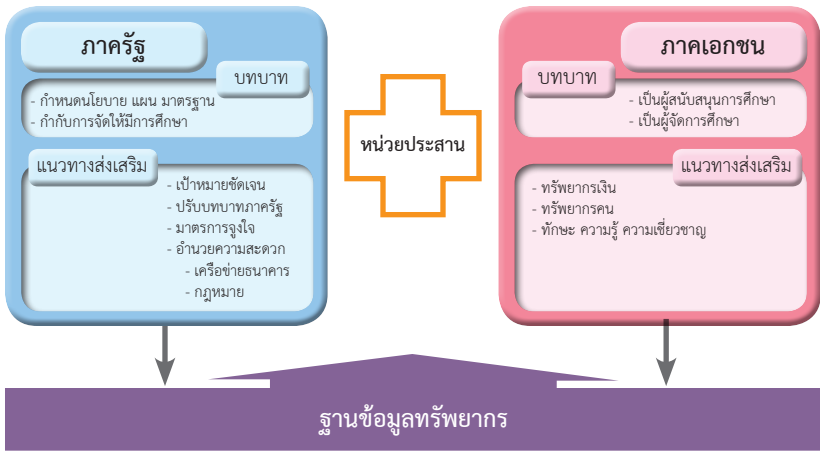 ภาครัฐ
บทบาท
- กำหนดนโยบาย แผน มาตรฐาน
- กำกับการจัดให้มีการศึกษา
แนวทางส่งเสริม
- เป้าหมายชัดเจน
- ปรับบทบาทภาครัฐ
- มาตรการจูงใจ
- อำนวยความสะดวก
- เครือข่ายธนาคาร
- กฎหมาย
หน่วยประสาน
ภาคเอกชน
บทบาท
- เป็นผู้สนับสนุนการศึกษา
- เป็นผู้จัดการศึกษา
แนวทางส่งเสริม
- ทรัพยากรเงิน
- ทรัพยากรคน
- ทักษะ ความรู้ ความเชี่ยวชาญ
ฐานข้อมูลทรัพยากร